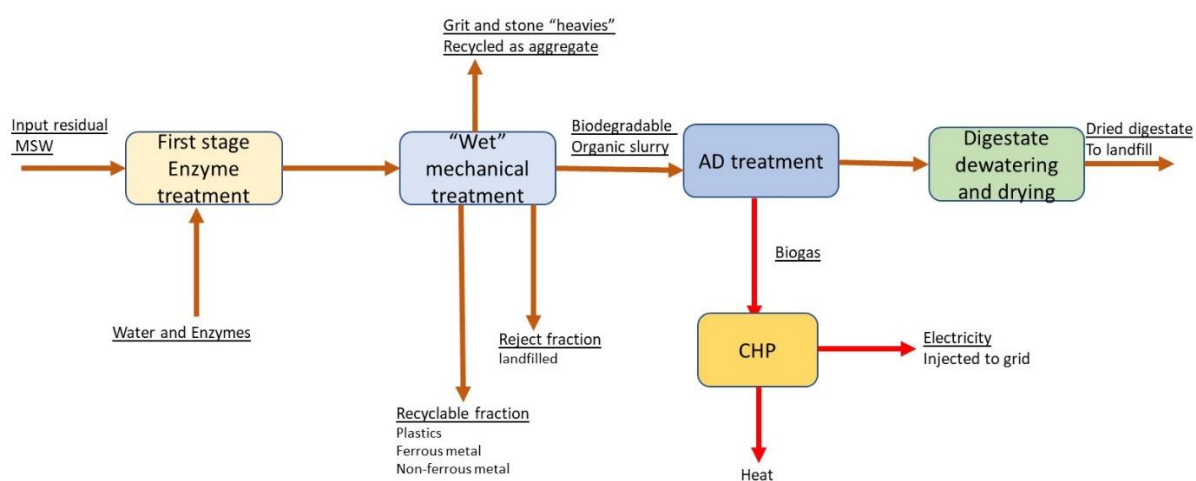 Grit and stone “heavies”
Recycled as aggregate
Input residual
MSW
First stage
Enzyme
treatment
“Wet”
mechanical
treatment
Biodegradable
Organic slurry
AD treatment
Digestate
dewatering
and drying
Dried digestate
To landfill
Water and Enzymes
Biogas
Reject fraction
landfilled
CHP
Electricity
Injected to grid
Recyclable fraction
Plastics
Ferrous metal
Non-ferrous metal
Heat